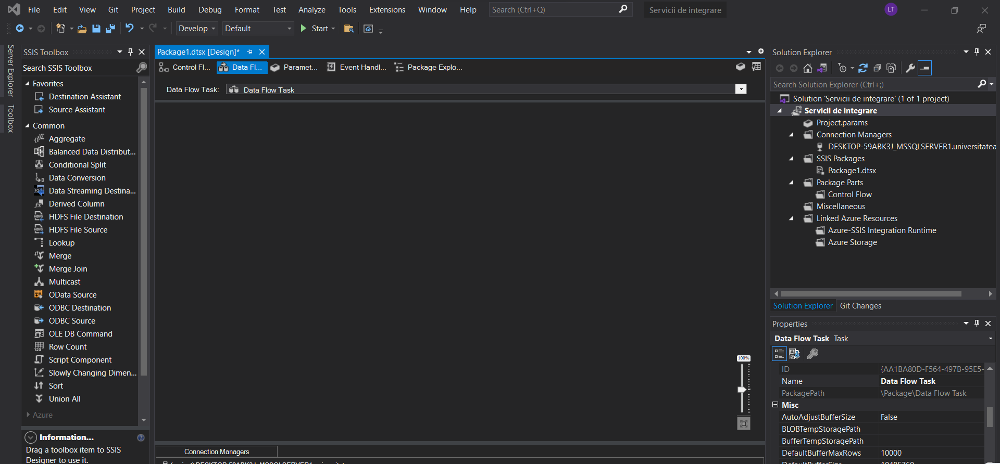 File Edit View Git Project Build Debug Format Test Analyze Tools Extensions Window Help Search (Ctrl+Q) Servicii de integrare LT
Develop Default Start
Server Explorer
Toolbox
SSIS Toolbox
Search SSIS Toolbox
Favorites
Destination Assistant
Source Assistant
Common
Aggregate
Balanced Data Distribut...
Conditional Split
Data Conversion
Data Streaming Destina...
Derived Column
HDFS File Destination
HDFS File Source
Lookup
Merge
Merge Join
Multicast
OData Source
ODBC Destination
ODBC Source
OLE DB Command
Row Count
Script Component
Slowly Changing Dimen...
Sort
Union All
Azure
Information...
Drag a toolbox item to SSIS
Designer to use it.
Package1.dtsx [Design]*
Control Fl... Data Fl... Paramet... Event Handl... Package Explo...
Data Flow Task: Data Flow Task
100%
Connection Managers
Solution Explorer
Search Solution Explorer (Ctrl+;)
Solution 'Servicii de integrare' (1 of 1 project)
Servicii de integrare
Project.params
Connection Managers
DESKTOP-59ABK3J_MSSQLSERVER1.universitatea
SSIS Packages
Package1.dtsx
Package Parts
Control Flow
Miscellaneous
Linked Azure Resources
Azure-SSIS Integration Runtime
Azure Storage
Solution Explorer Git Changes
Properties
Data Flow Task Task
ID {AA1BA80D-F564-497B-95E5-
Name Data Flow Task
PackagePath \Package\Data Flow Task
Misc
AutoAdjustBufferSize False
BLOBTempStoragePath
BufferTempStoragePath
DefaultBufferMaxRows 10000